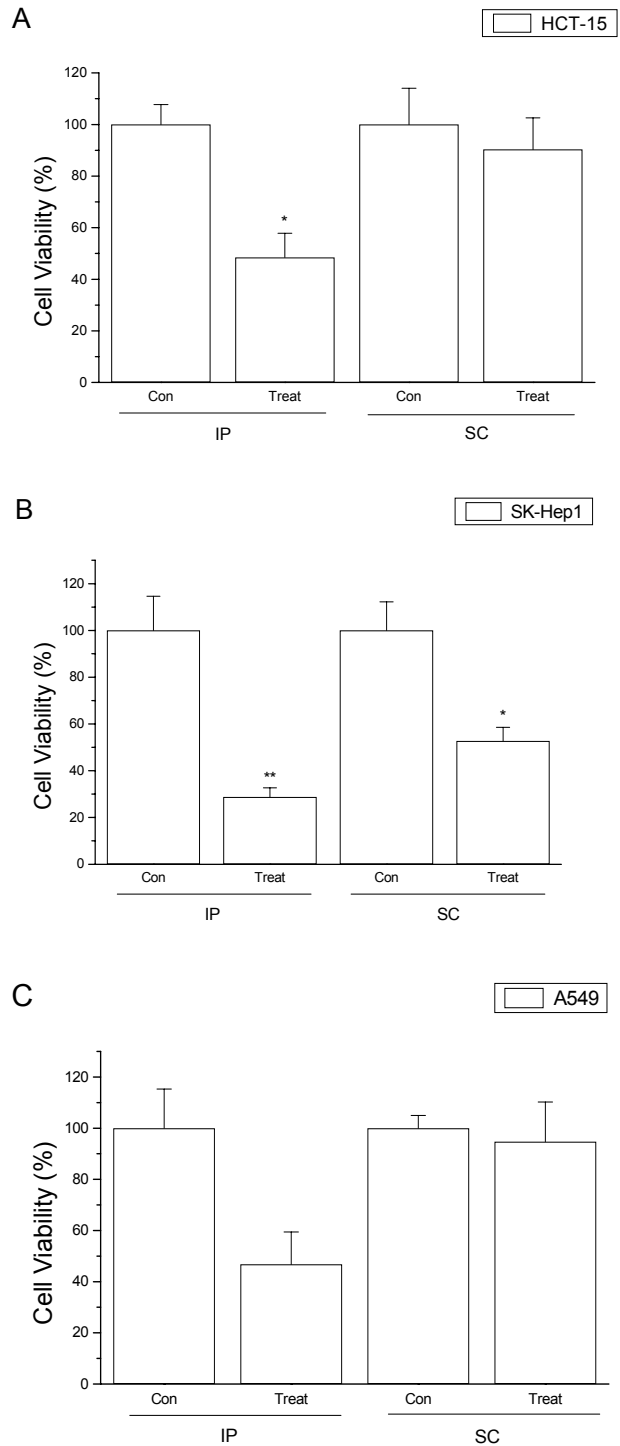 A
HCT-15
120
100
80
60
40
20
0
Cell Viability (%)
*
Con Treat Con Treat
IP SC
B
SK-Hep1
120
100
80
60
40
20
0
Cell Viability (%)
**
*
Con Treat Con Treat
IP SC
C
A549
120
100
80
60
40
20
0
Cell Viability (%)
Con Treat Con Treat
IP SC